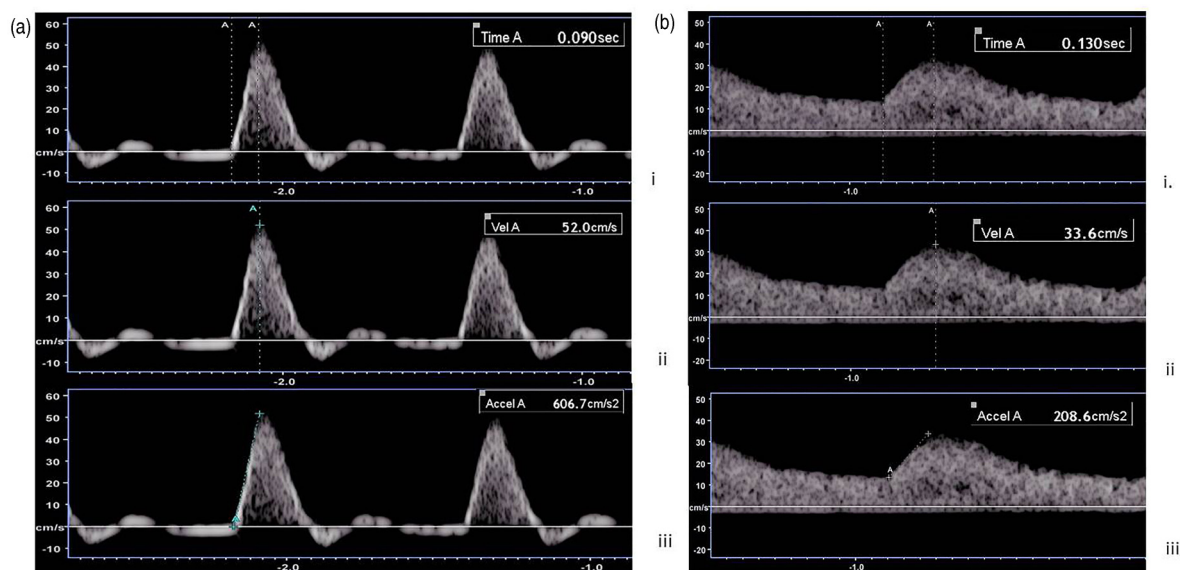 (a)
60
50
40
30
20
10
cm/s
-10
A A
Time A 0.090sec
-2.0 -1.0
i
60
50
40
30
20
10
cm/s
-10
A
Vel A 52.0cm/s
-2.0 -1.0
ii
60
50
40
30
20
10
cm/s
-10
Accel A 606.7cm/s2
-2.0 -1.0
iii
(b)
50
40
30
20
10
cm/s
-10
-20
A A
Time A 0.130sec
-1.0
i.
50
40
30
20
10
cm/s
-10
-20
A
Vel A 33.6cm/s
-1.0
ii
50
40
30
20
10
cm/s
-10
-20
A
Accel A 208.6cm/s2
-1.0
iii